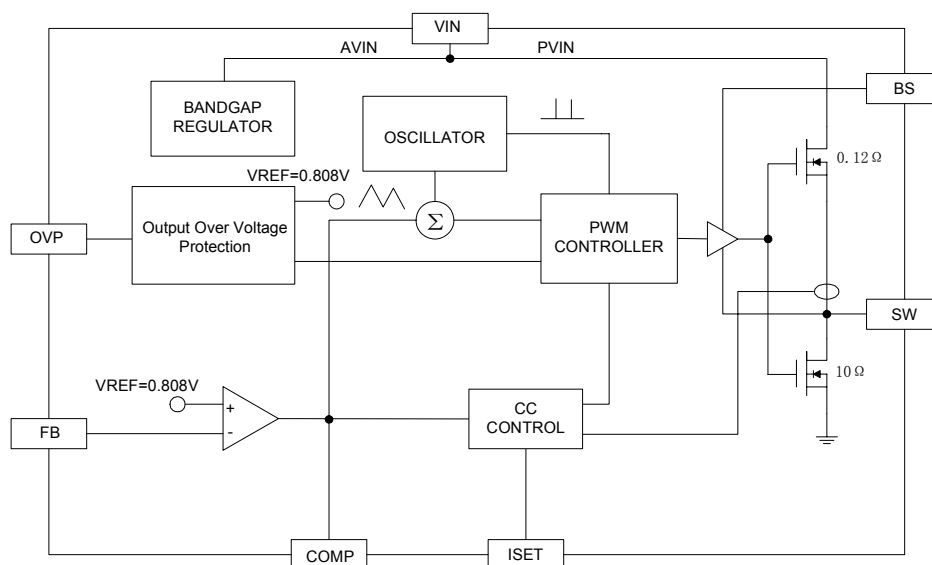 VIN
AVIN
PVIN
BS
BANDGAP
REGULATOR
OSCILLATOR
0.12Ω
VREF=0.808V
OVP
Output Over Voltage
Protection
Σ
PWM
CONTROLLER
SW
VREF=0.808V
+
-
FB
CC
CONTROL
10Ω
COMP
ISET